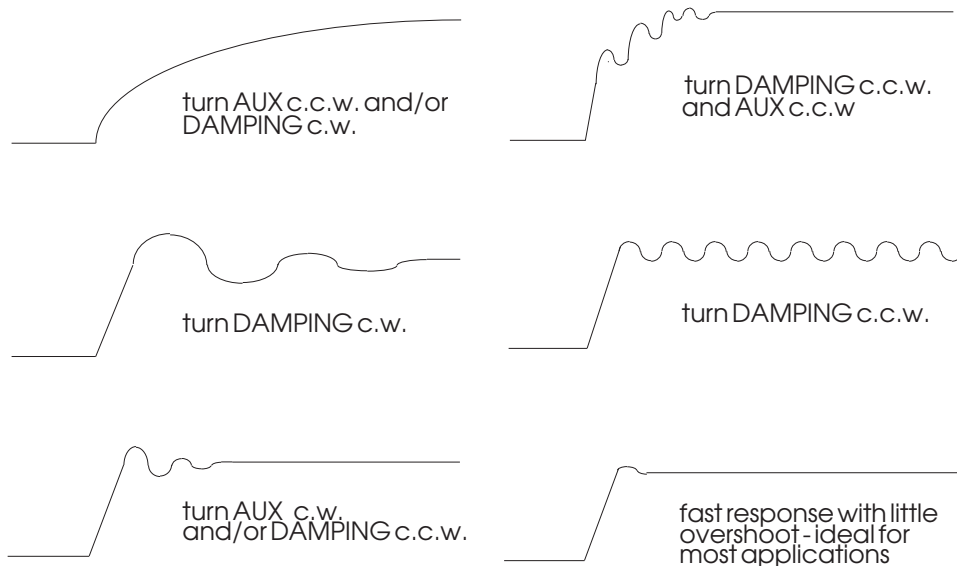 turn AUX c.c.w. and/or
DAMPING c.w.
turn DAMPING c.c.w.
and AUX c.c.w
turn DAMPING c.w.
turn DAMPING c.c.w.
turn AUX c.w.
and/or DAMPING c.c.w.
fast response with little
overshoot - ideal for
most applications